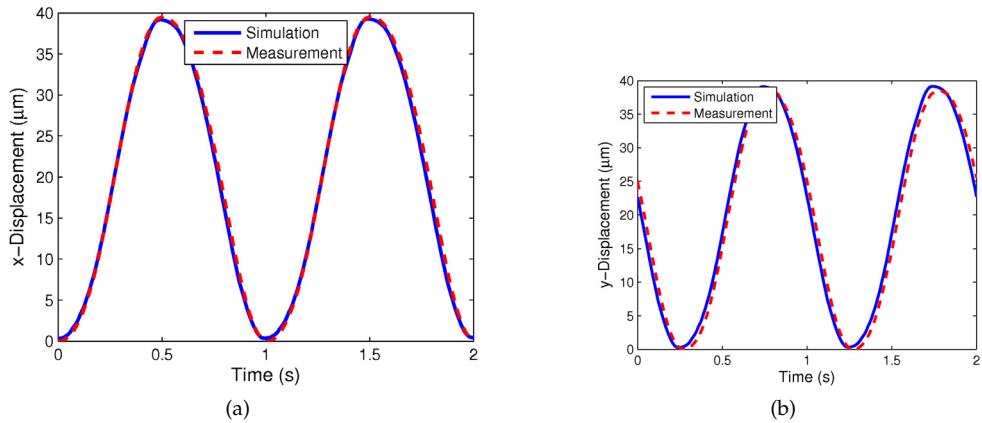 40
35
30
25
20
15
10
5
0
x−Displacement (μm)
Simulation
Measurement
0 0.5 1 1.5 2
Time (s)
(a)
40
35
30
25
20
15
10
5
0
y−Displacement (μm)
Simulation
Measurement
0 0.5 1 1.5 2
Time (s)
(b)